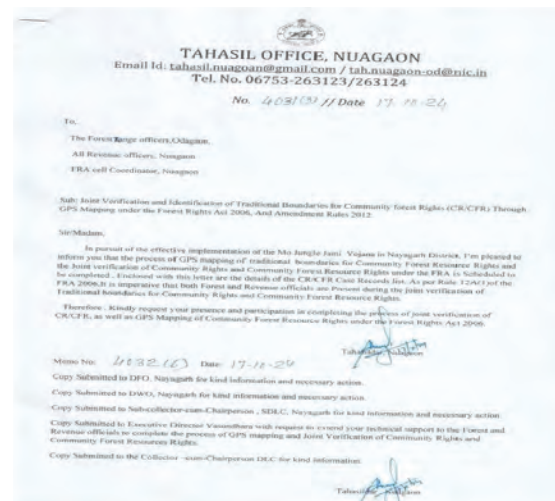 TAHASIL OFFICE, NUAGAON
Email Id: tahasil.nuagoan@gmail.com / tah.nuagaon-od@nic.in
Tel. No. 06753-263123/263124
No. 4031(3) // Date 17-10-24
To,
The Forest Range officers, Odagaon,
All Revenue officers, Nuagaon
FRA cell Coordinator, Nuagaon
Sub: Joint Verification and Identification of Traditional Boundaries for Community forest Rights (CR/CFR) Through
GPS Mapping under the Forest Rights Act 2006, And Amendment Rules 2012.
Sir/Madam,
In pursuit of the effective implementation of the Mo Jungle Jami Yojana in Nayagarh District, I'm pleased to
inform you that the process of GPS mapping of traditional boundaries for Community Forest Resource Rights and
the Joint verification of Community Rights and Community Forest Resource Rights under the FRA is Scheduled to
be completed . Enclosed with this letter are the details of the CR/CFR Case Records list. As per Rule 12A(1) of the
FRA 2006,It is imperative that both Forest and Revenue officials are Present during the joint verification of
Traditional boundaries for Community Rights and Community Forest Resource Rights.
Therefore , Kindly request your presence and participation in completing the process of joint verification of
CR/CFR, as well as GPS Mapping of Community Forest Resource Rights under the Forest Rights Act 2006.
Tahasildar Nuagaon
Memo No: 4032(6) Date: 17-10-24
Copy Submitted to DFO, Nayagarh for kind information and necessary action.
Copy Submitted to DWO, Nayagarh for kind information and necessary action.
Copy Submitted to Sub-collector-cum-Chairperson , SDLC, Nayagarh for kind information and necessary action
Copy Submitted to Executive Director Vasundhara with request to extend your technical support to the Forest and
Revenue officials to complete the process of GPS mapping and Joint Verification of Community Rights and
Community Forest Resources Rights.
Copy Submitted to the Collector -cum-Chairperson DLC for kind information.
Tahasildar Nuagaon